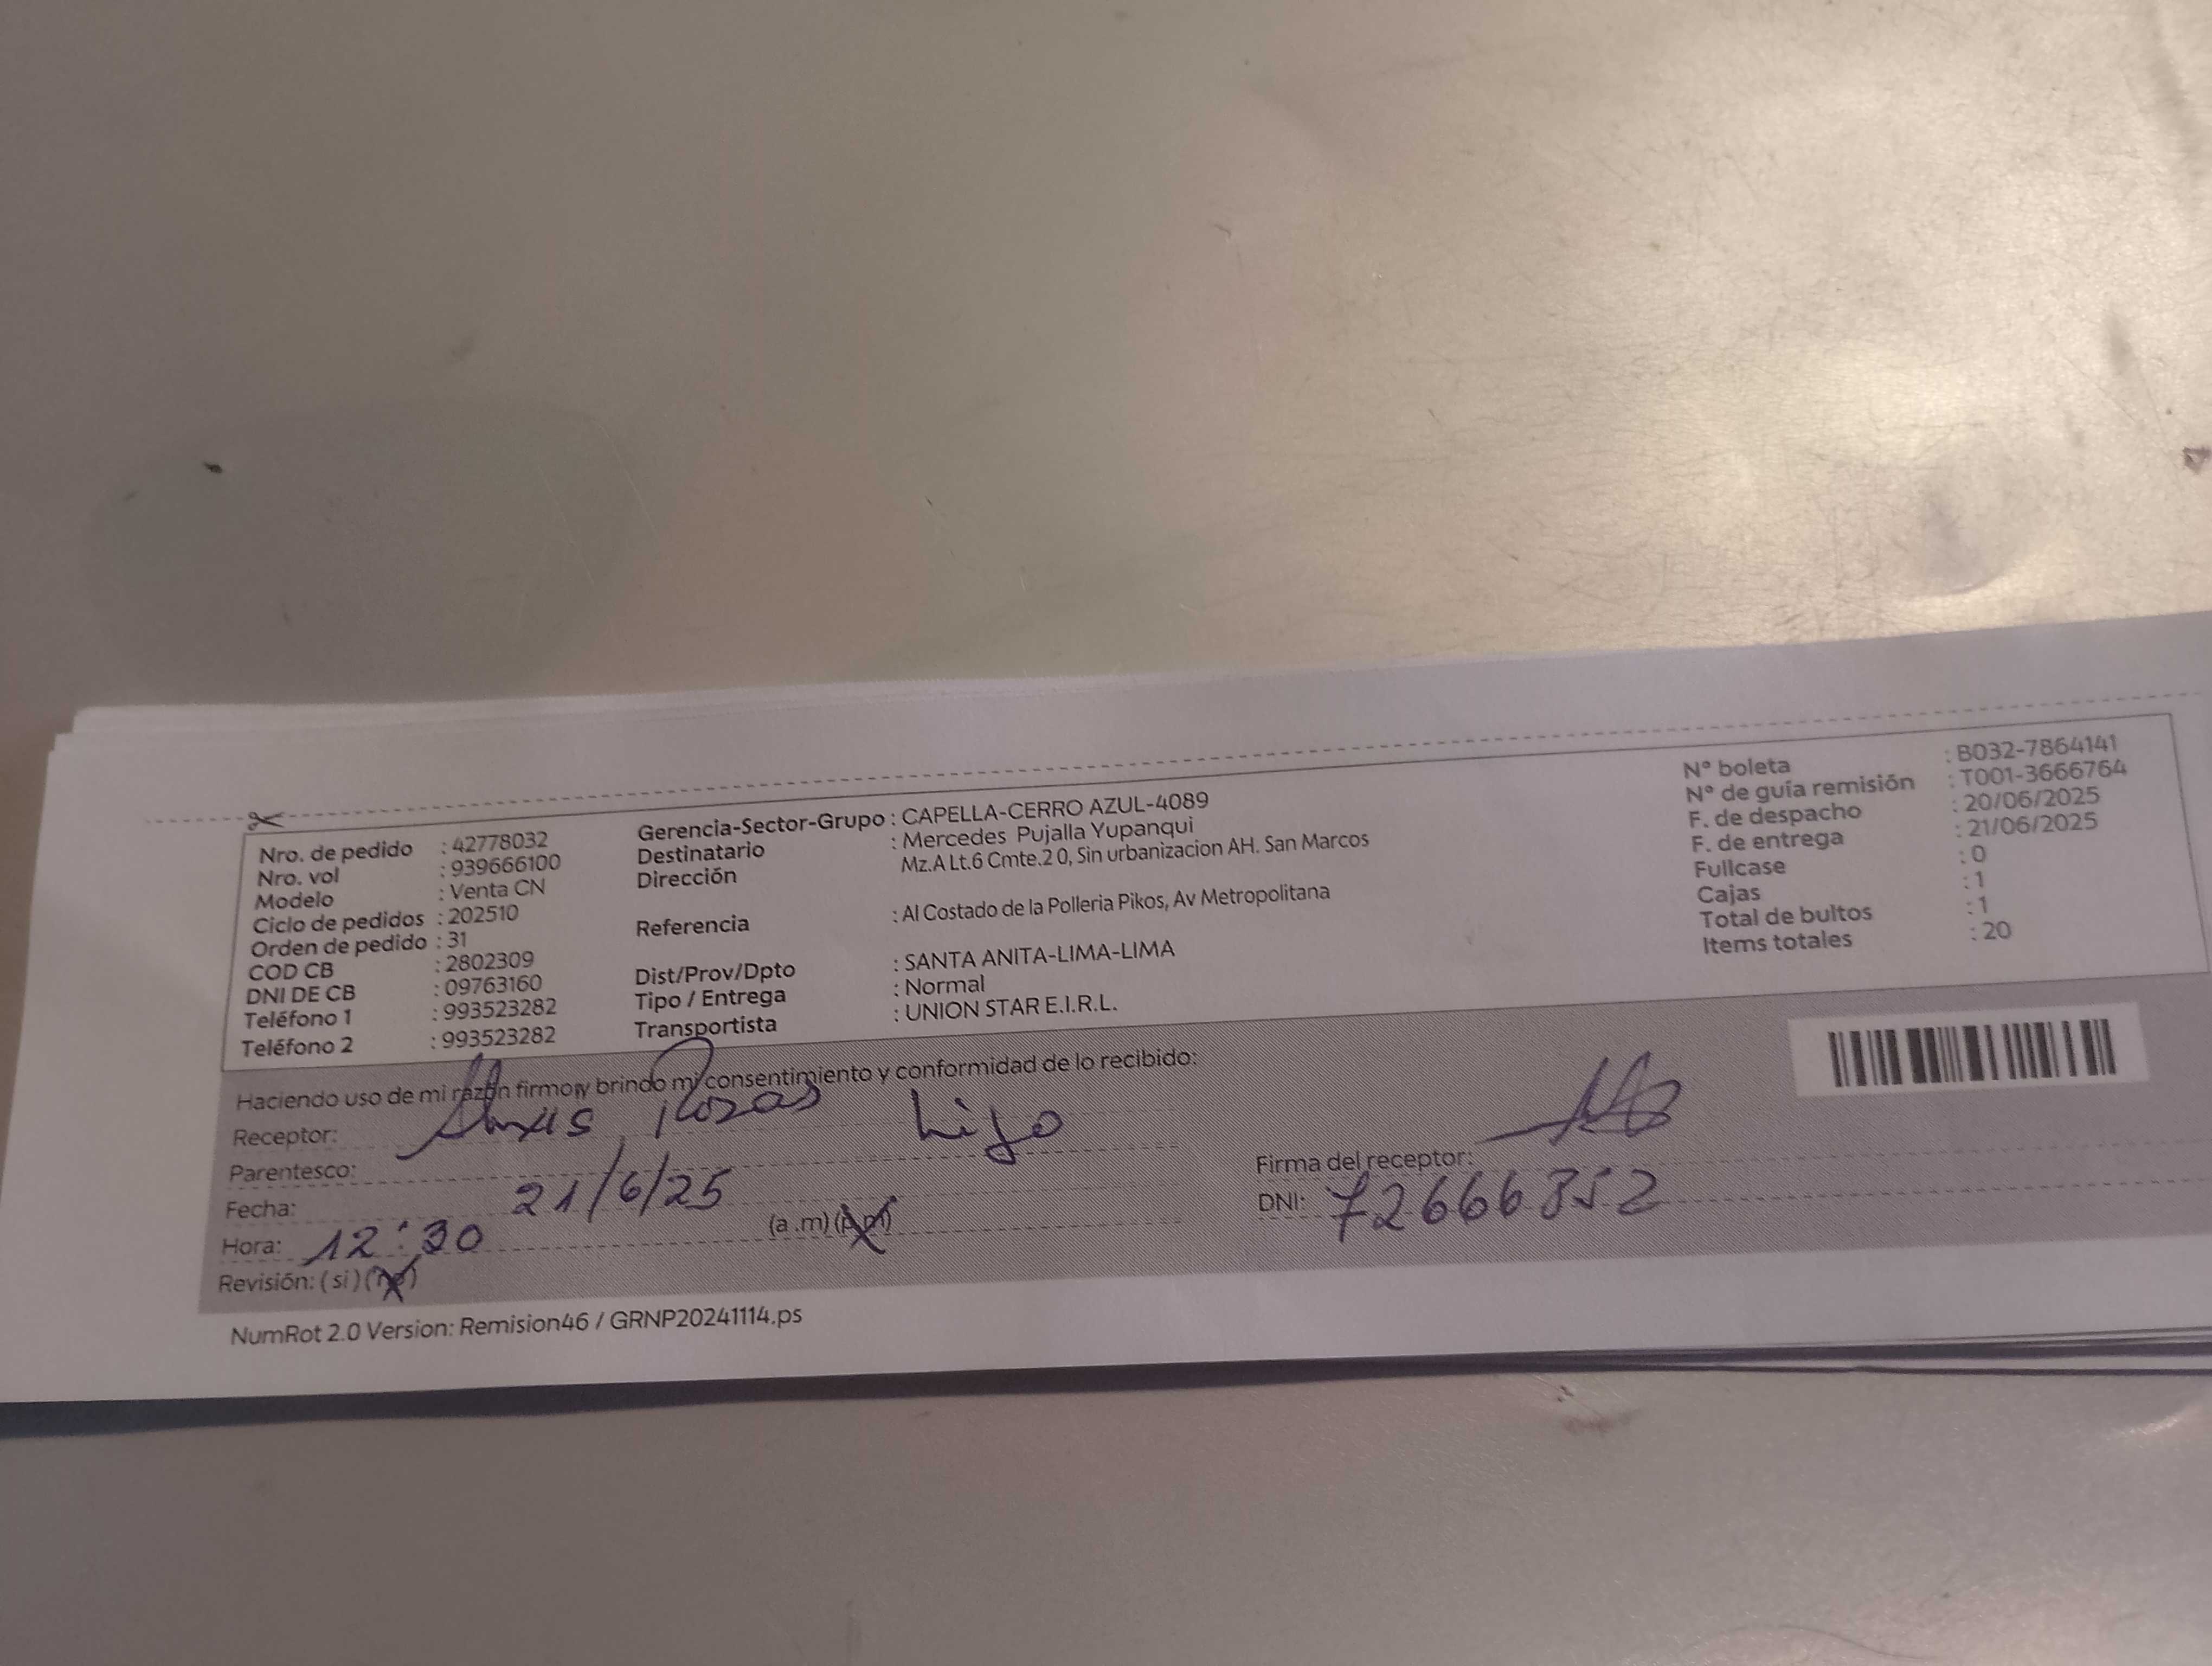 Nro. de pedido : 42778032
Nro. vol : 939666100
Modelo : Venta CN
Ciclo de pedidos : 202510
Orden de pedido : 31
COD CB : 2802309
DNI DE CB : 09763160
Teléfono 1 : 993523282
Teléfono 2 : 993523282
Gerencia-Sector-Grupo : CAPELLA-CERRO AZUL-4089
Destinatario : Mercedes Pujalla Yupanqui
Dirección Mz.A Lt.6 Cmte.2 0, Sin urbanizacion AH. San Marcos
Referencia : Al Costado de la Polleria Pikos, Av Metropolitana
Dist/Prov/Dpto : SANTA ANITA-LIMA-LIMA
Tipo / Entrega : Normal
Transportista : UNION STAR E.I.R.L.
N° boleta : B032-7864141
N° de guía remisión : T001-3666764
F. de despacho : 20/06/2025
F. de entrega : 21/06/2025
Fullcase : 0
Cajas : 1
Total de bultos : 1
Items totales : 20
Haciendo uso de mi razón firmo y brindo mi consentimiento y conformidad de lo recibido:
Receptor: Rosas hijo
Parentesco:
Fecha: 21/6/25
Hora: 12:30 (a .m) (p.m)
Revisión: ( si ) (no)
Firma del receptor:
DNI: 72666852
NumRot 2.0 Version: Remision46 / GRNP20241114.ps